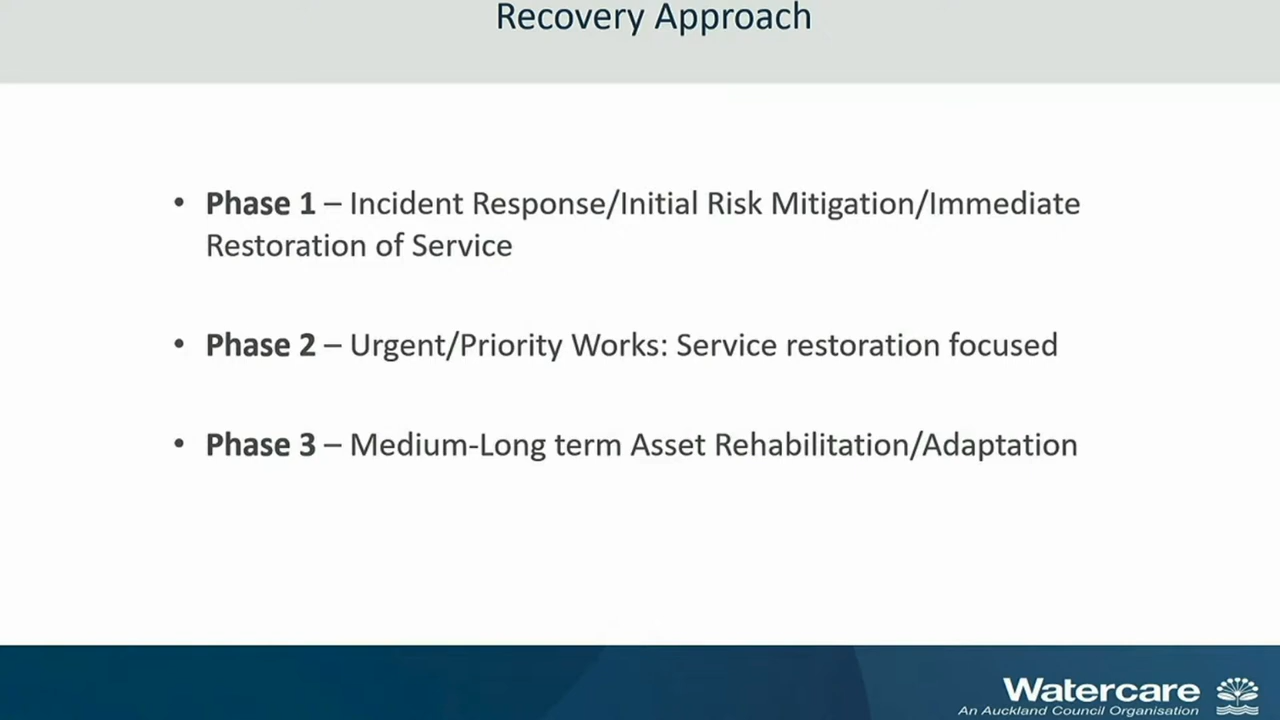 Recovery Approach
• Phase 1 – Incident Response/Initial Risk Mitigation/Immediate
Restoration of Service
• Phase 2 – Urgent/Priority Works: Service restoration focused
• Phase 3 – Medium-Long term Asset Rehabilitation/Adaptation
Watercare
An Auckland Council Organisation